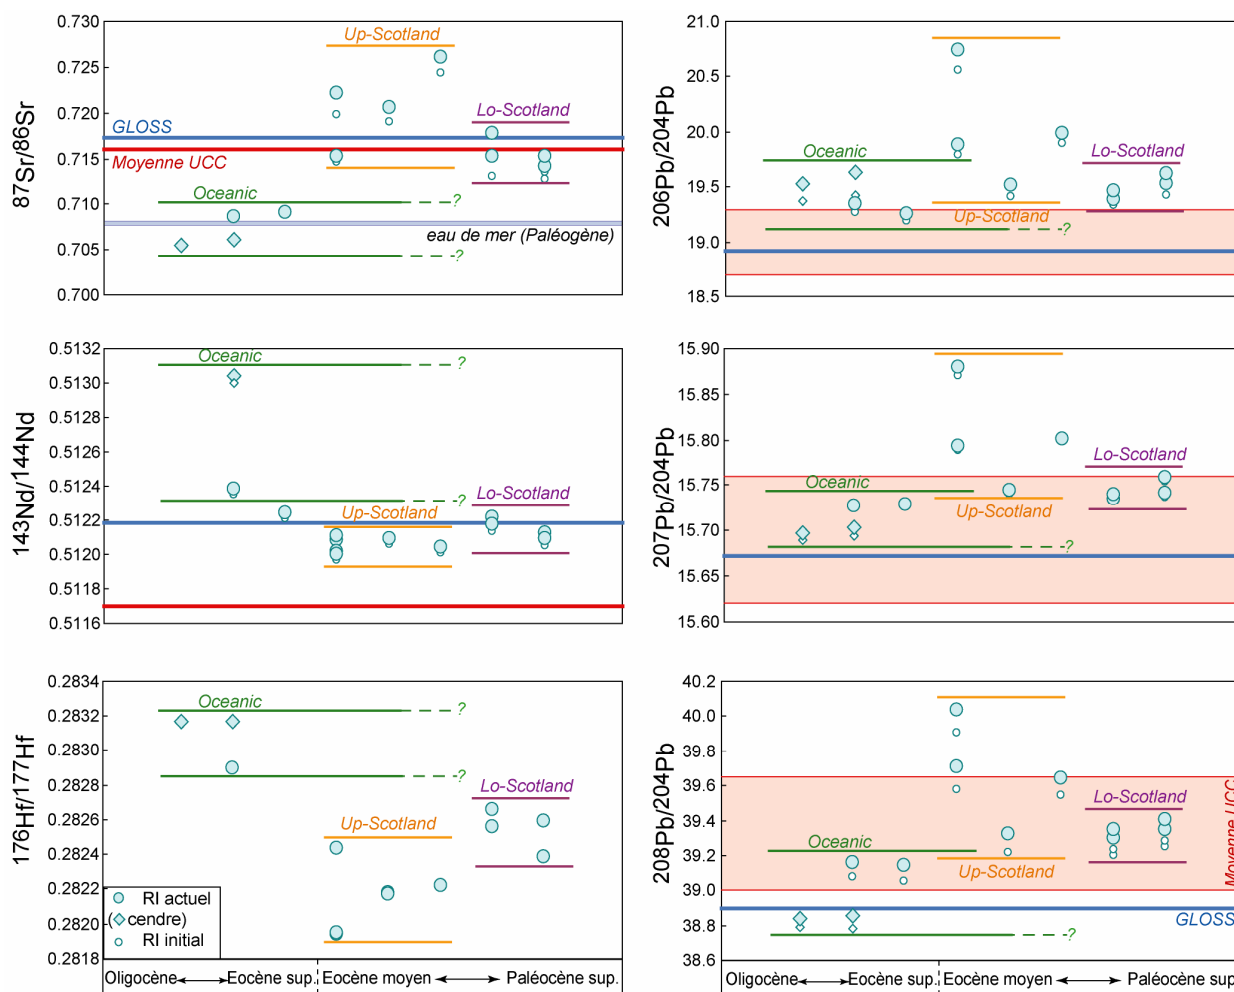 87Sr/86Sr
0.730
0.725
0.720
0.715
0.710
0.705
0.700
Up-Scotland
GLOSS
Lo-Scotland
Moyenne UCC
Oceanic
?
eau de mer (Paléogène)
?
206Pb/204Pb
21.0
20.5
20.0
19.5
19.0
18.5
Oceanic
Lo-Scotland
Up-Scotland
?
143Nd/144Nd
0.5132
0.5130
0.5128
0.5126
0.5124
0.5122
0.5120
0.5118
0.5116
Oceanic
?
?
Lo-Scotland
Up-Scotland
207Pb/204Pb
15.90
15.85
15.80
15.75
15.70
15.65
15.60
Lo-Scotland
Oceanic
Up-Scotland
?
176Hf/177Hf
0.2834
0.2832
0.2830
0.2828
0.2826
0.2824
0.2822
0.2820
0.2818
Oceanic
?
?
Lo-Scotland
Up-Scotland
RI actuel
(cendre)
RI initial
Oligocène Eocène sup. Eocène moyen Paléocène sup.
208Pb/204Pb
40.2
40.0
39.8
39.6
39.4
39.2
39.0
38.8
38.6
Lo-Scotland
Oceanic
Up-Scotland
Moyenne UCC
GLOSS
?
Oligocène Eocène sup. Eocène moyen Paléocène sup.